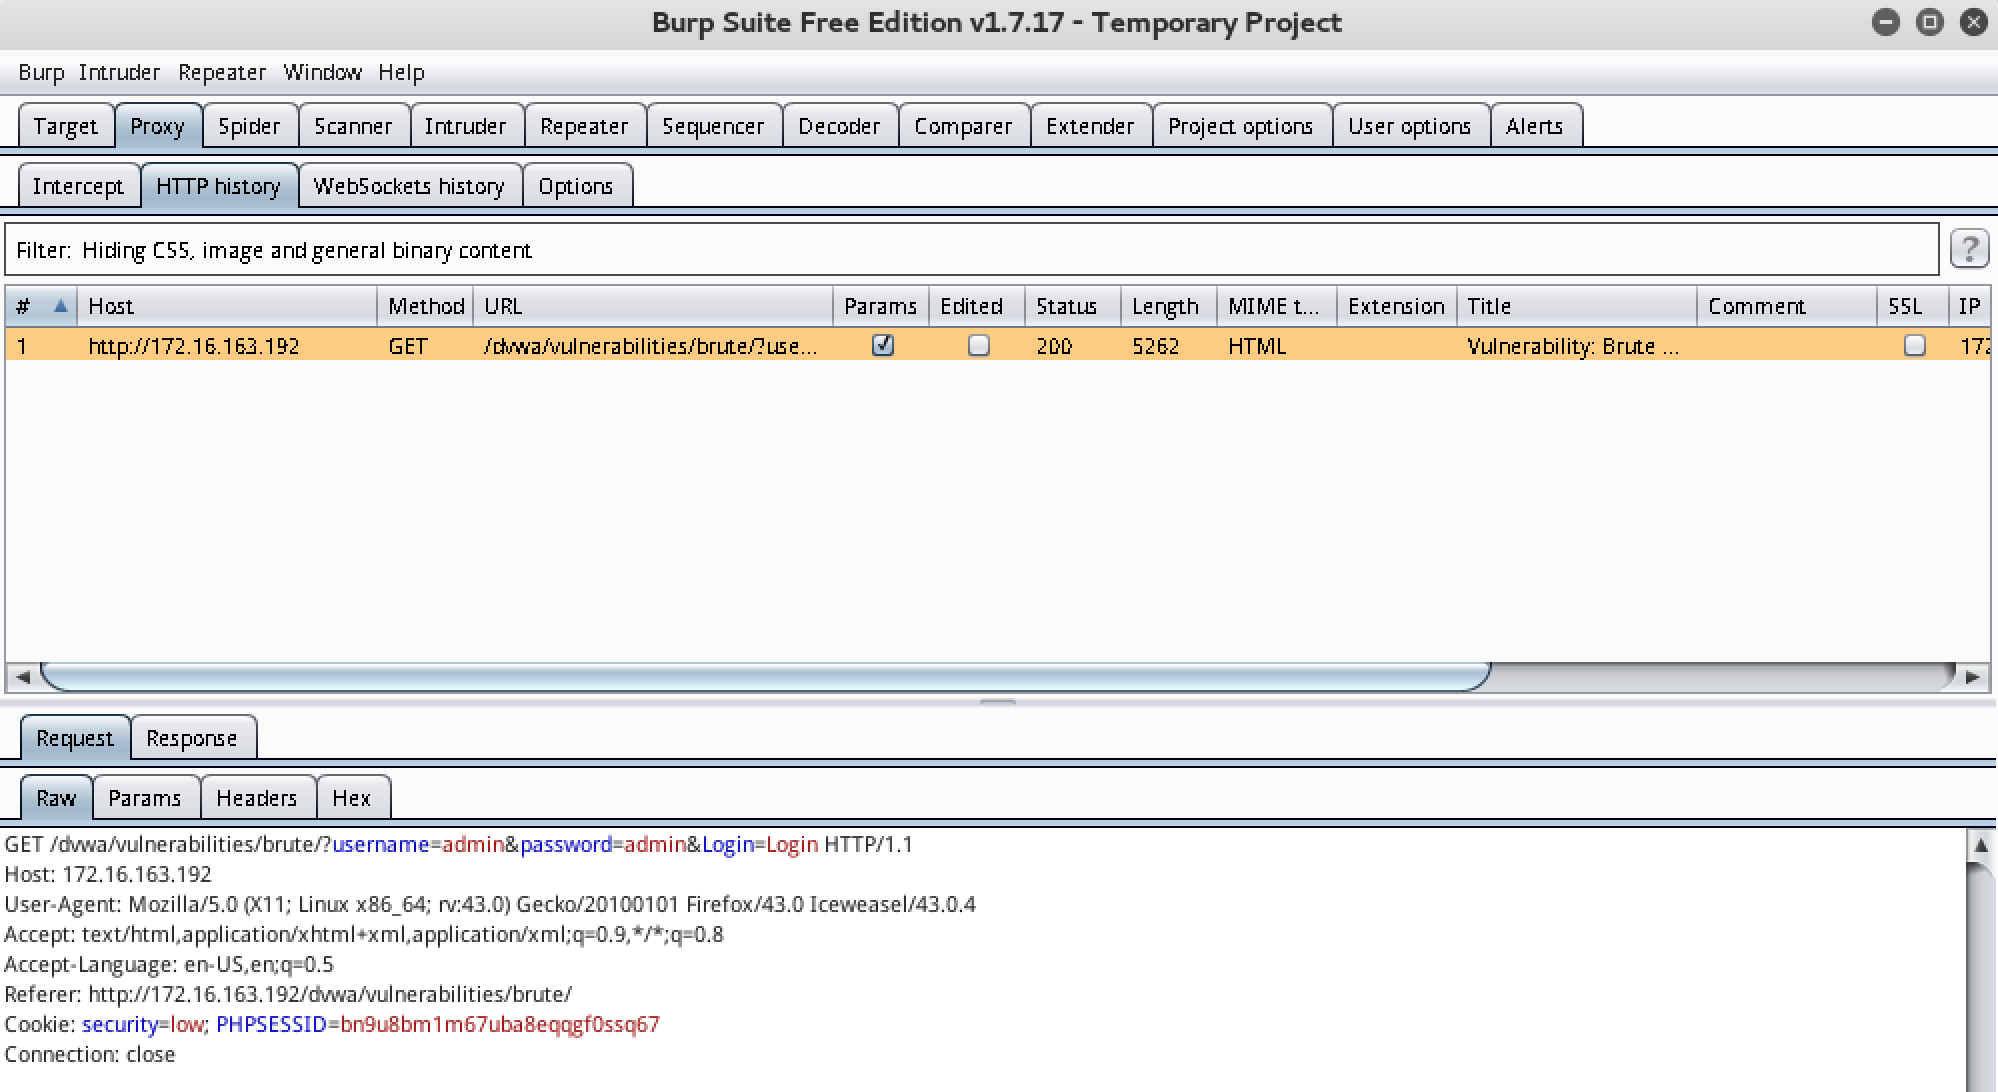 Burp Suite Free Edition v1.7.17 - Temporary Project
Burp Intruder Repeater Window Help
Target Proxy Spider Scanner Intruder Repeater Sequencer Decoder Comparer Extender Project options User options Alerts
Intercept HTTP history WebSockets history Options
Filter: Hiding CSS, image and general binary content ?
# Host Method URL Params Edited Status Length MIME t... Extension Title Comment SSL IP
1 http://172.16.163.192 GET /dvwa/vulnerabilities/brute/?use... 200 5262 HTML Vulnerability: Brute ... 172
Request Response
Raw Params Headers Hex
GET /dvwa/vulnerabilities/brute/?username=admin&password=admin&Login=Login HTTP/1.1
Host: 172.16.163.192
User-Agent: Mozilla/5.0 (X11; Linux x86_64; rv:43.0) Gecko/20100101 Firefox/43.0 Iceweasel/43.0.4
Accept: text/html,application/xhtml+xml,application/xml;q=0.9,*/*;q=0.8
Accept-Language: en-US,en;q=0.5
Referer: http://172.16.163.192/dvwa/vulnerabilities/brute/
Cookie: security=low; PHPSESSID=bn9u8bm1m67uba8eqqgf0ssq67
Connection: close